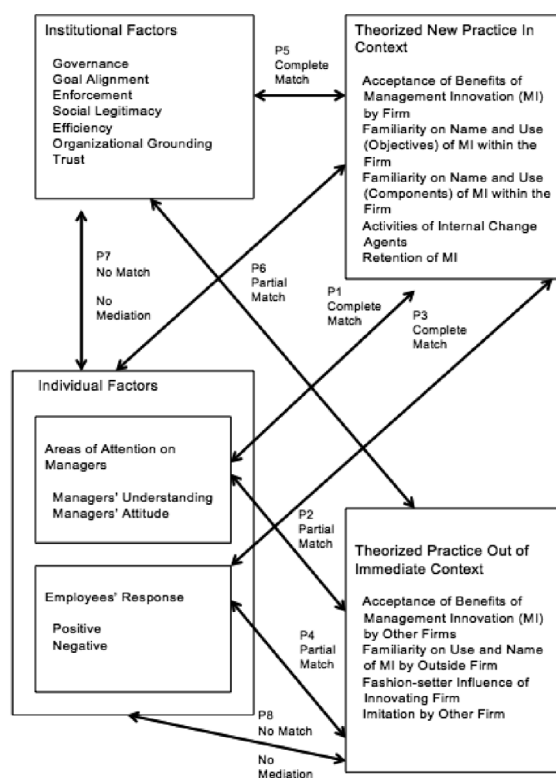 Institutional Factors
Governance
Goal Alignment
Enforcement
Social Legitimacy
Efficiency
Organizational Grounding
Trust
P5
Complete
Match
Theorized New Practice In
Context
Acceptance of Benefits of
Management Innovation (MI)
by Firm
Familiarity on Name and Use
(Objectives) of MI within the
Firm
Familiarity on Name and Use
(Components) of MI within the
Firm
Activities of Internal Change
Agents
Retention of MI
P7
No Match
No
Mediation
P6
Partial
Match
P1
Complete
Match
P3
Complete
Match
Individual Factors
Areas of Attention on
Managers
Managers' Understanding
Managers' Attitude
P2
Partial
Match
Employees' Response
Positive
Negative
P4
Partial
Match
Theorized Practice Out of
Immediate Context
Acceptance of Benefits of
Management Innovation (MI)
by Other Firms
Familiarity on Use and Name
of MI by Outside Firm
Fashion-setter Influence of
Innovating Firm
Imitation by Other Firm
P8
No Match
No
Mediation